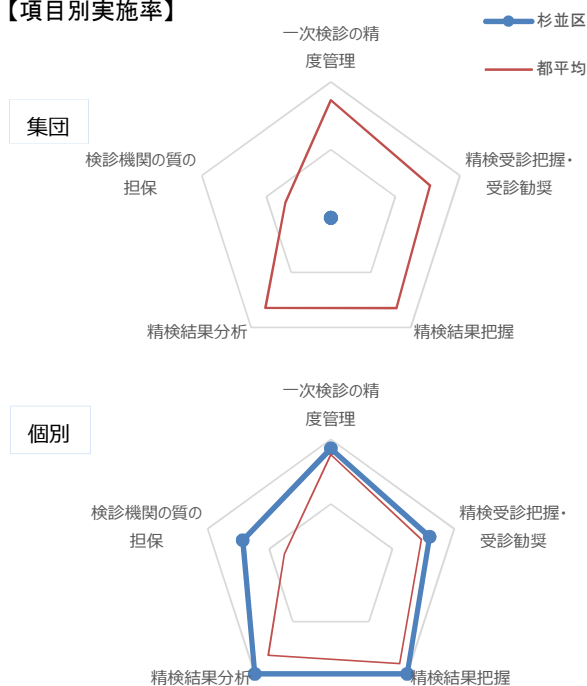 【項目別実施率】
杉並区
都平均
集団
一次検診の精
度管理
精検受診把握・
受診勧奨
精検結果把握
精検結果分析
検診機関の質の
担保
個別
一次検診の精
度管理
精検受診把握・
受診勧奨
精検結果把握
精検結果分析
検診機関の質の
担保